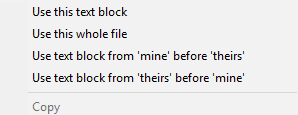 Use this text block
Use this whole file
Use text block from 'mine' before 'theirs'
Use text block from 'theirs' before 'mine'
Copy